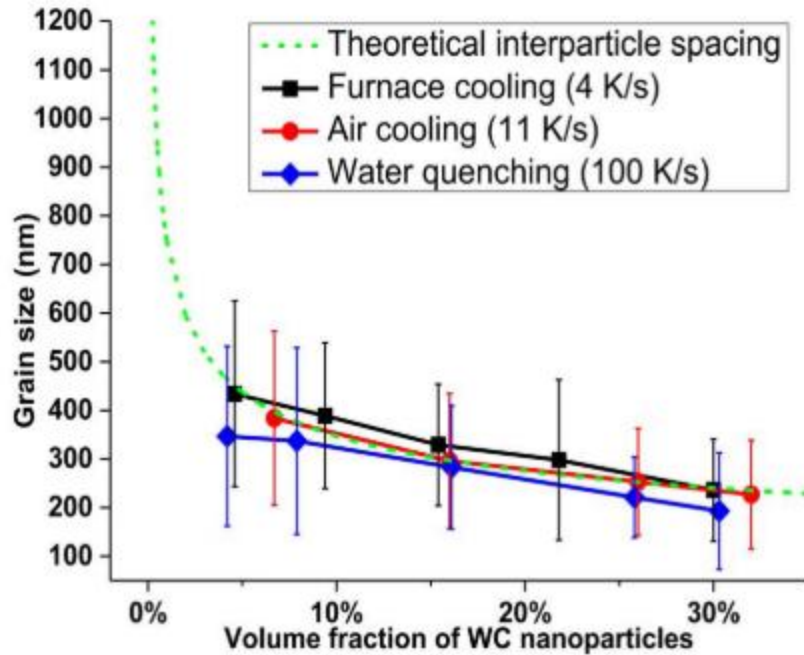 1200
1100
1000
900
800
700
600
500
400
300
200
100
Grain size (nm)
Theoretical interparticle spacing
Furnace cooling (4 K/s)
Air cooling (11 K/s)
Water quenching (100 K/s)
0% 10% 20% 30%
Volume fraction of WC nanoparticles